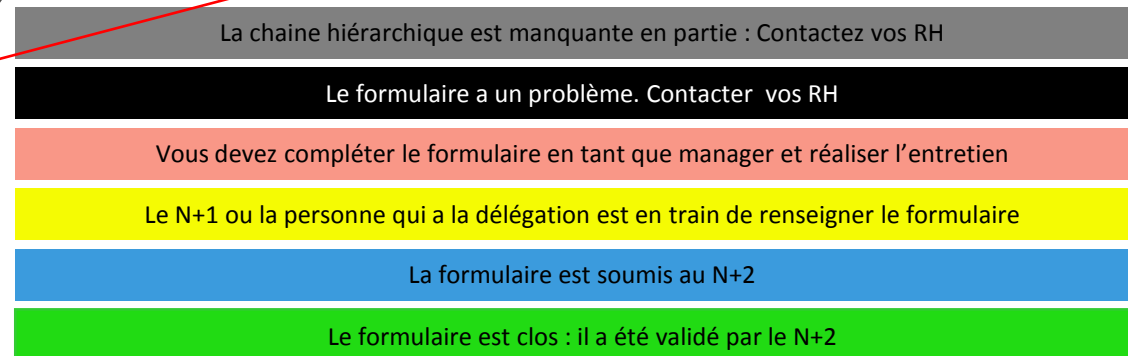 La chaine hiérarchique est manquante en partie : Contactez vos RH
Le formulaire a un problème. Contacter vos RH
Vous devez compléter le formulaire en tant que manager et réaliser l’entretien
Le N+1 ou la personne qui a la délégation est en train de renseigner le formulaire
La formulaire est soumis au N+2
Le formulaire est clos : il a été validé par le N+2